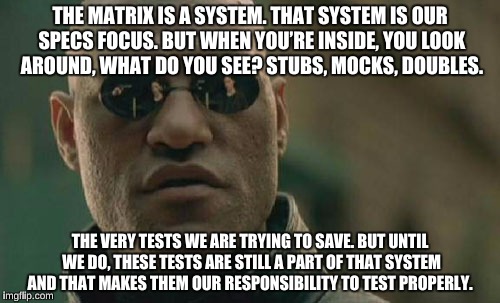 THE MATRIX IS A SYSTEM. THAT SYSTEM IS OUR
SPECS FOCUS. BUT WHEN YOU'RE INSIDE, YOU LOOK
AROUND, WHAT DO YOU SEE? STUBS, MOCKS, DOUBLES.
THE VERY TESTS WE ARE TRYING TO SAVE. BUT UNTIL
WE DO, THESE TESTS ARE STILL A PART OF THAT SYSTEM
AND THAT MAKES THEM OUR RESPONSIBILITY TO TEST PROPERLY.
imgflip.com